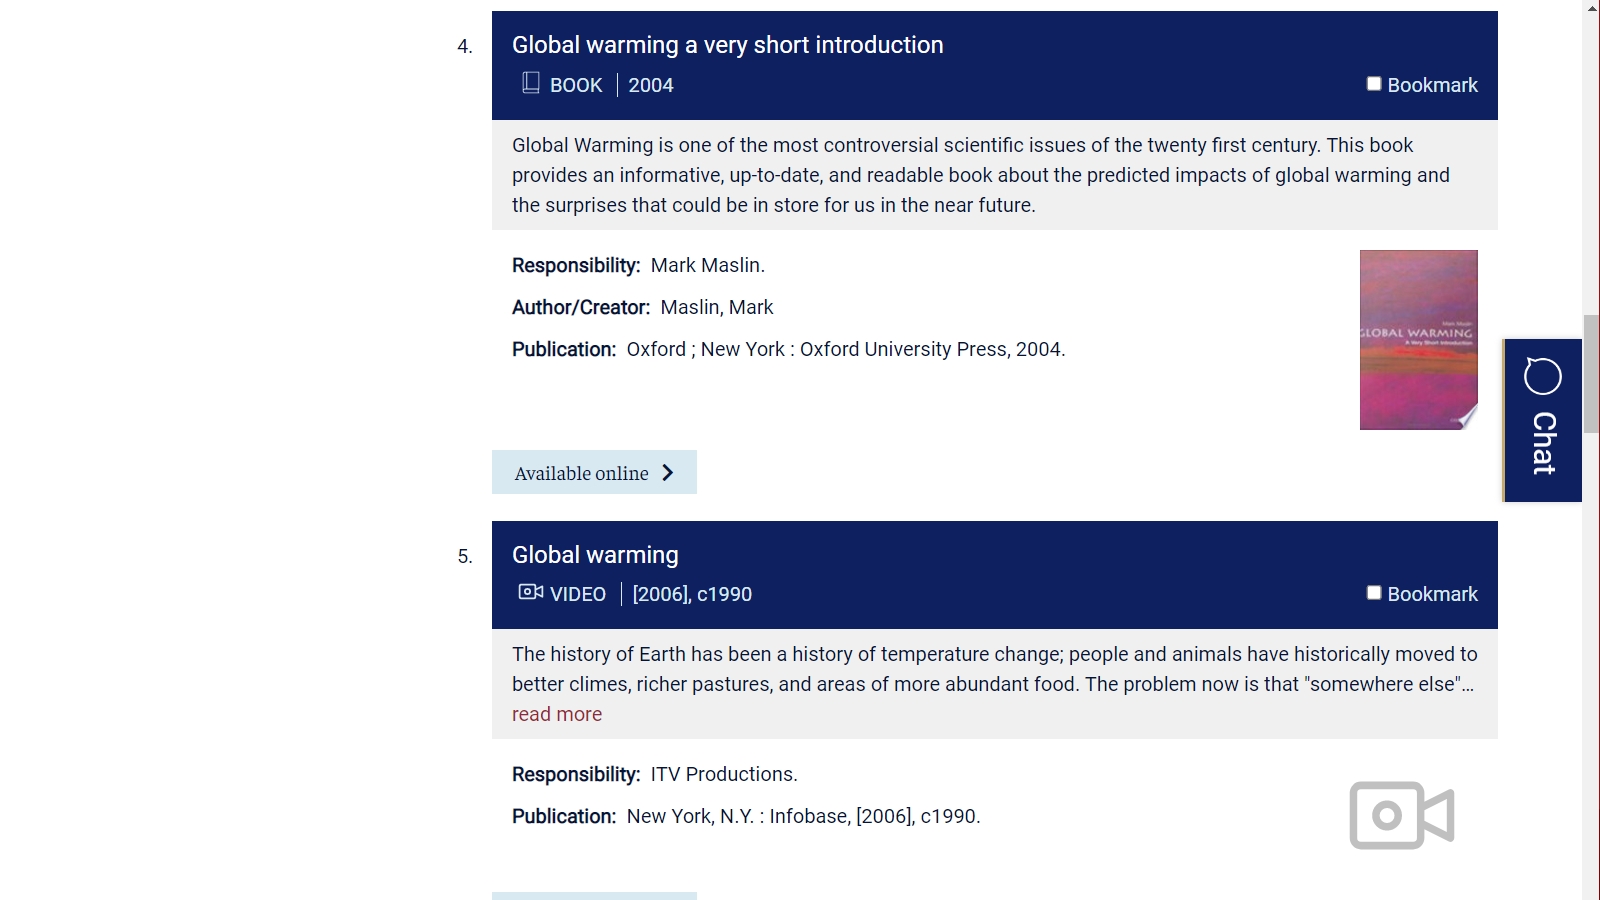 4.
Global warming a very short introduction
BOOK | 2004
Bookmark
Global Warming is one of the most controversial scientific issues of the twenty first century. This book
provides an informative, up-to-date, and readable book about the predicted impacts of global warming and
the surprises that could be in store for us in the near future.
Responsibility: Mark Maslin.
Author/Creator: Maslin, Mark
Publication: Oxford ; New York : Oxford University Press, 2004.
Mark Maslin
GLOBAL WARMING
A Very Short Introduction
Available online
Chat
5.
Global warming
VIDEO | [2006], c1990
Bookmark
The history of Earth has been a history of temperature change; people and animals have historically moved to
better climes, richer pastures, and areas of more abundant food. The problem now is that "somewhere else"...
read more
Responsibility: ITV Productions.
Publication: New York, N.Y. : Infobase, [2006], c1990.